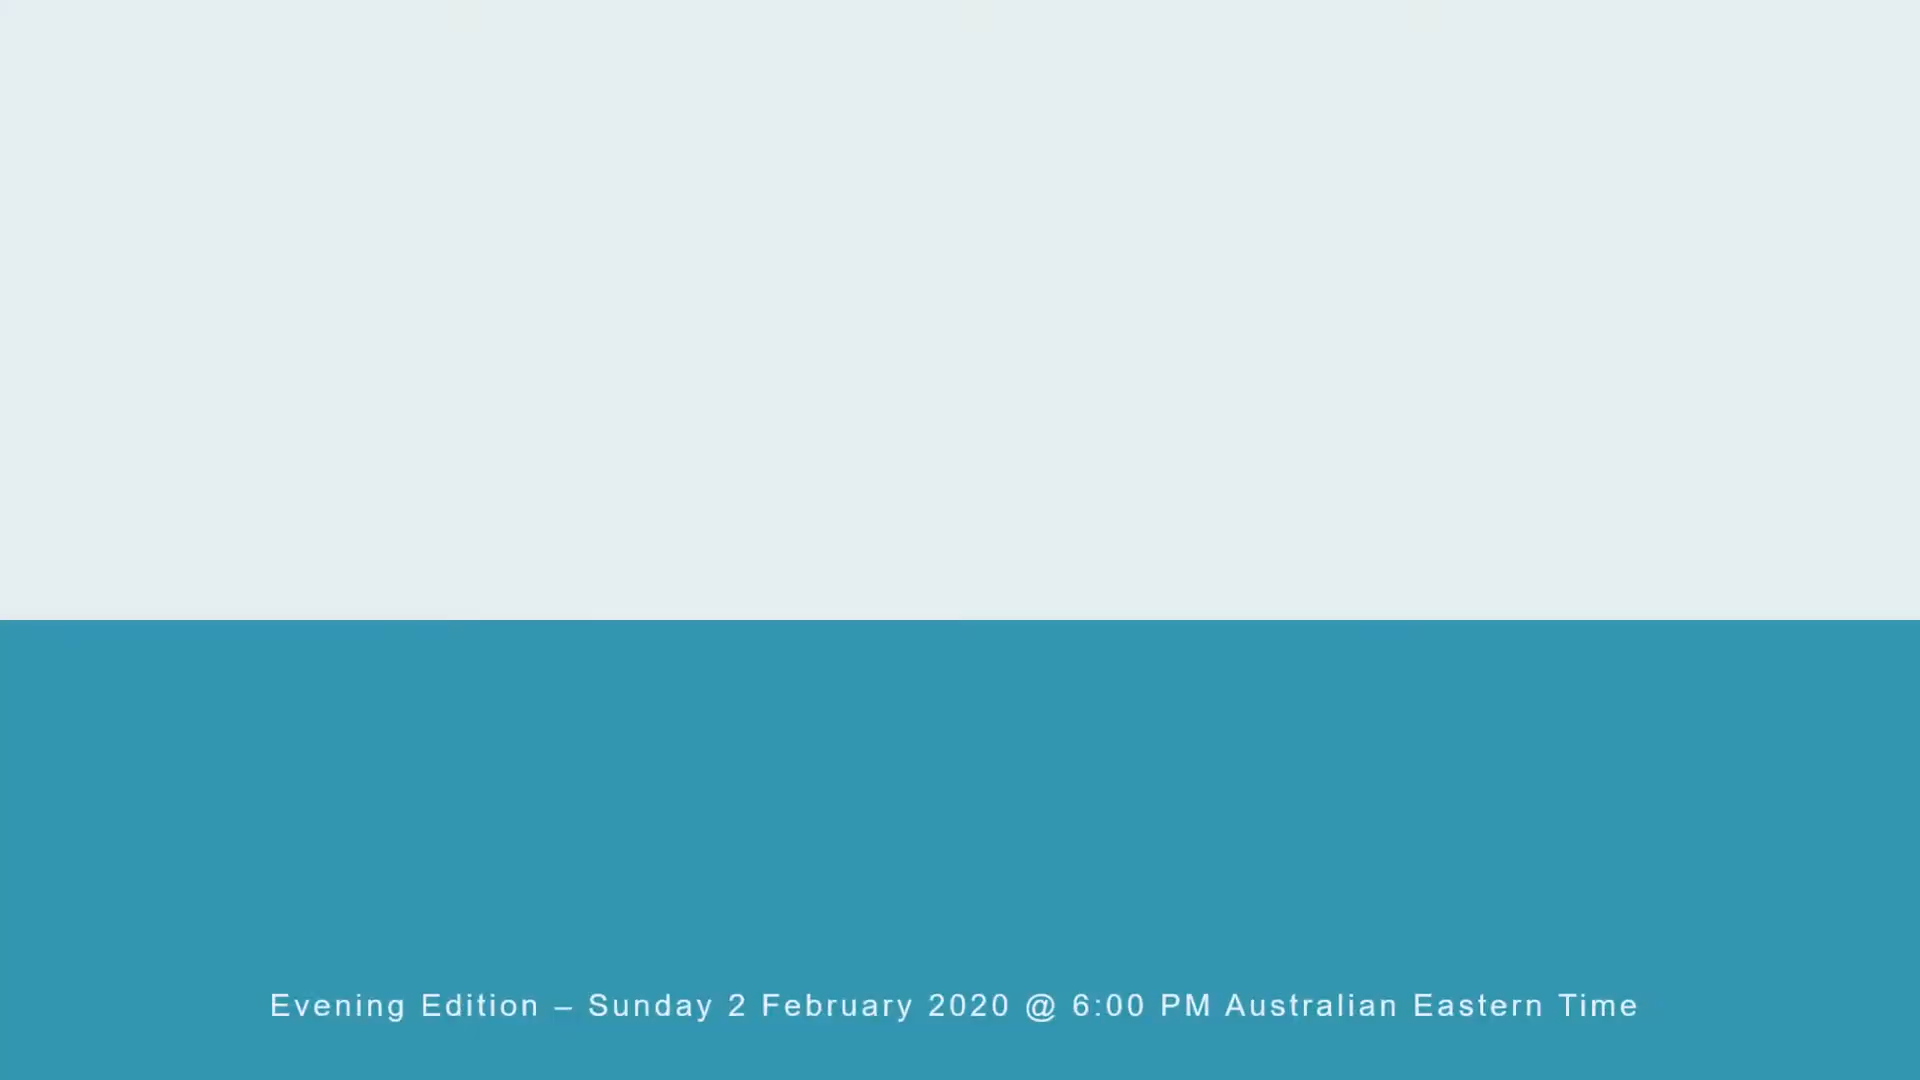 Evening Edition – Sunday 2 February 2020 @ 6:00 PM Australian Eastern Time